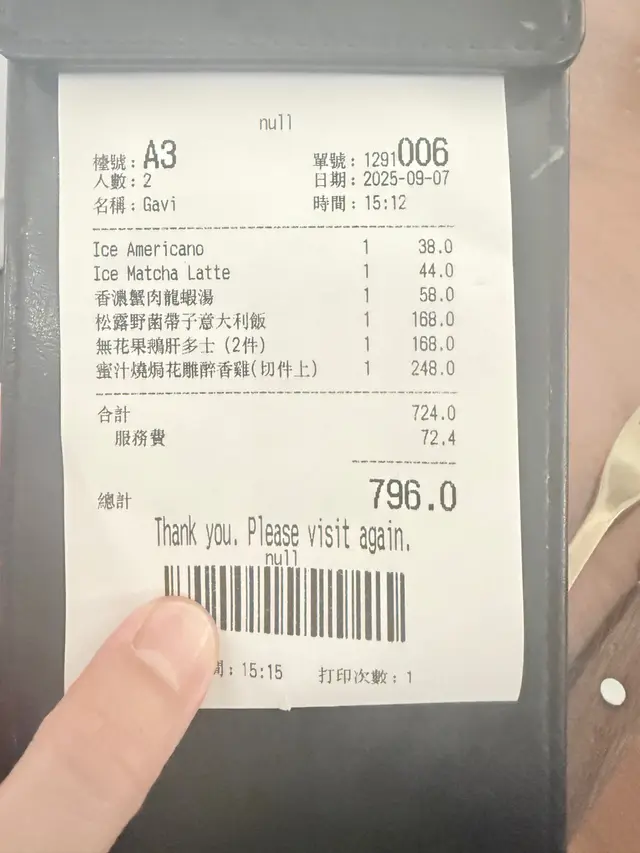 null
檯號：A3 單號：1291006
人數：2 日期：2025-09-07
名稱：Gavi 時間：15:12
Ice Americano 1 38.0
Ice Matcha Latte 1 44.0
香濃蟹肉龍蝦湯 1 58.0
松露野菌帶子意大利飯 1 168.0
無花果鵝肝多士(2件) 1 168.0
蜜汁燒焗花雕醉香雞(切件上) 1 248.0
合計 724.0
服務費 72.4
總計 796.0
Thank you. Please visit again.
null
：15:15 打印次數：1